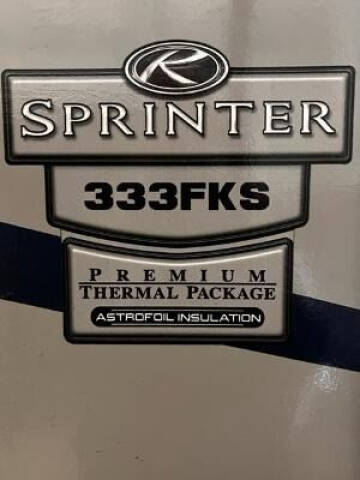 R
SPRINTER
333FKS
PREMIUM
THERMAL PACKAGE
ASTROFOIL INSULATION